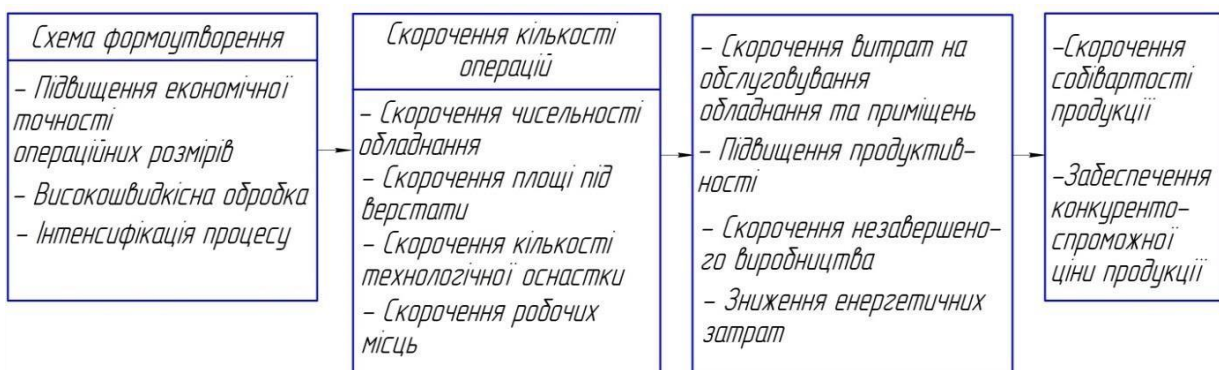 Схема формоутворення
– Підвищення економічної
точності
операційних розмірів
– Високошвидкісна обробка
– Інтенсифікація процесу
Скорочення кількості
операцій
– Скорочення чисельності
обладнання
– Скорочення площі під
верстати
– Скорочення кількості
технологічної оснастки
– Скорочення робочих
місць
– Скорочення витрат на
обслуговування
обладнання та приміщень
– Підвищення продуктив–
ності
– Скорочення незавершено–
го виробництва
– Зниження енергетичних
затрат
–Скорочення
собівартості
продукції
–Забеспечення
конкуренто–
спроможної
ціни продукції